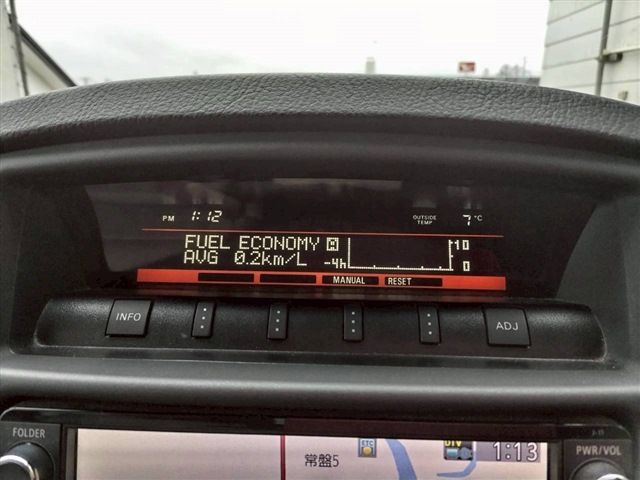 PM 1:12 OUTSIDE TEMP 7°C
FUEL ECONOMY M 10
AVG 0.2km/L -4h 0
MANUAL RESET
INFO ADJ
FOLDER PWR/VOL
常盤5 ETC DTV 1:13